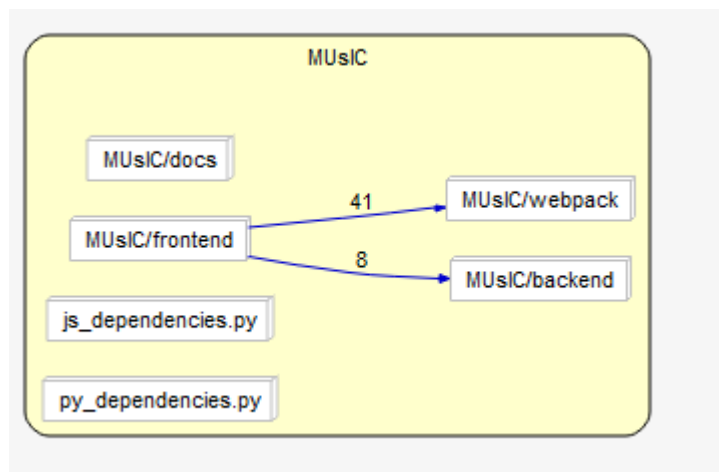 MUsIC
MUsIC/docs
41
MUsIC/webpack
MUsIC/frontend
8
MUsIC/backend
js_dependencies.py
py_dependencies.py